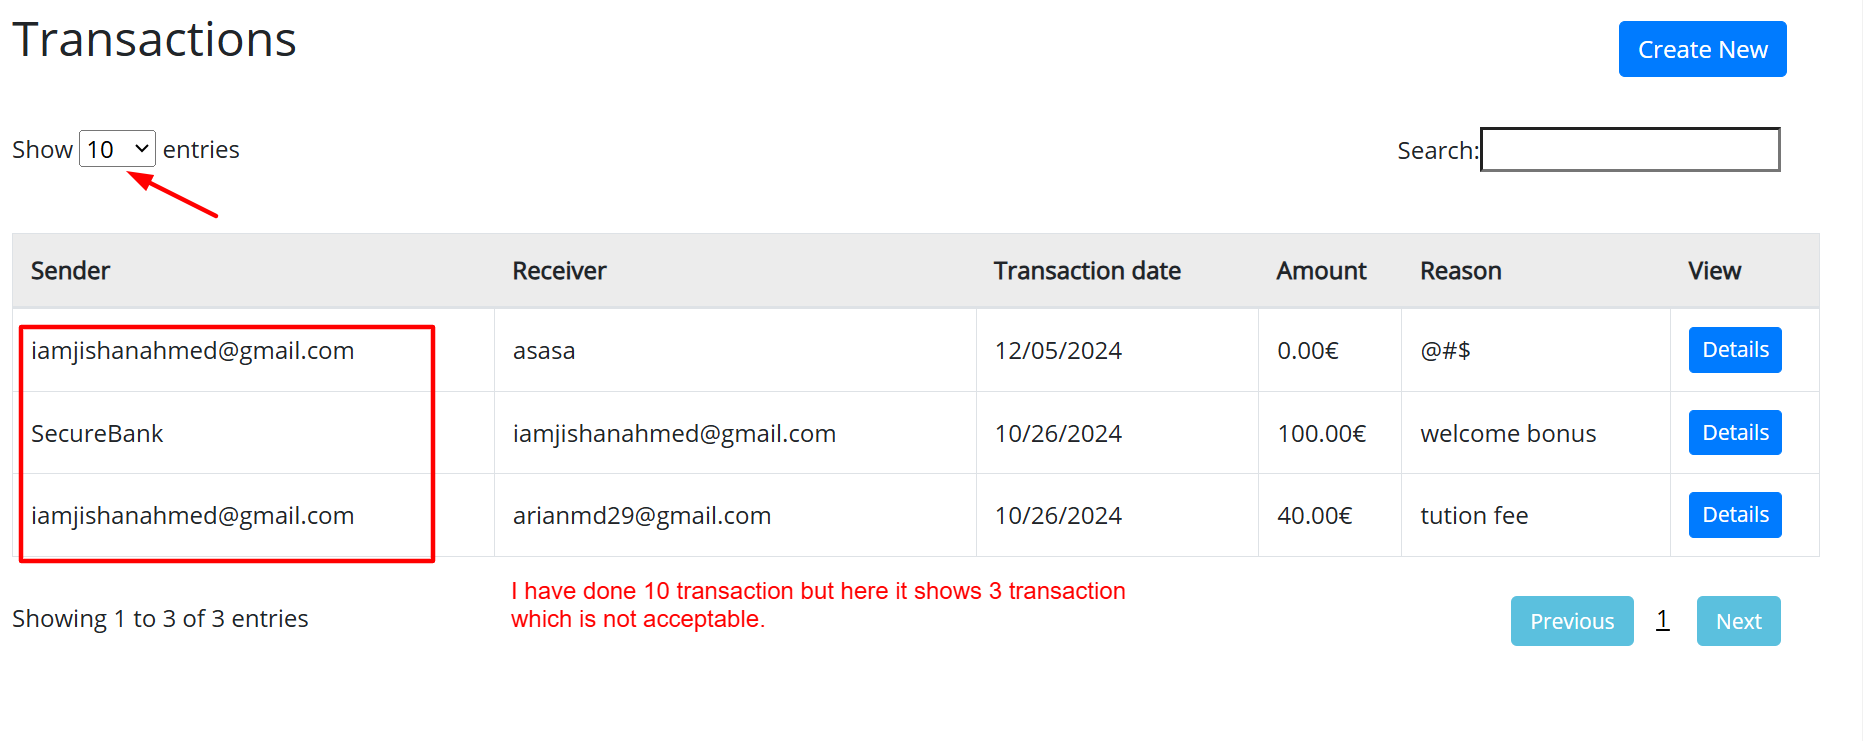 Transactions
Create New
Show 10 entries
Search:
Sender Receiver Transaction date Amount Reason View
iamjishanahmed@gmail.com asasa 12/05/2024 0.00€ @#$ Details
SecureBank iamjishanahmed@gmail.com 10/26/2024 100.00€ welcome bonus Details
iamjishanahmed@gmail.com arianmd29@gmail.com 10/26/2024 40.00€ tution fee Details
I have done 10 transaction but here it shows 3 transaction
which is not acceptable.
Showing 1 to 3 of 3 entries
Previous 1 Next